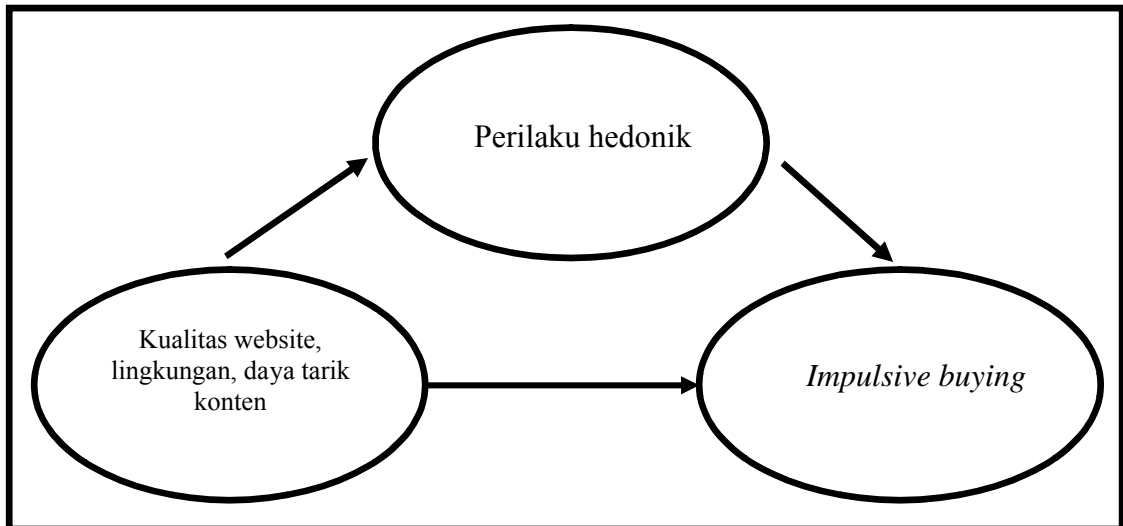 Perilaku hedonik
Kualitas website,
lingkungan, daya tarik
konten
Impulsive buying